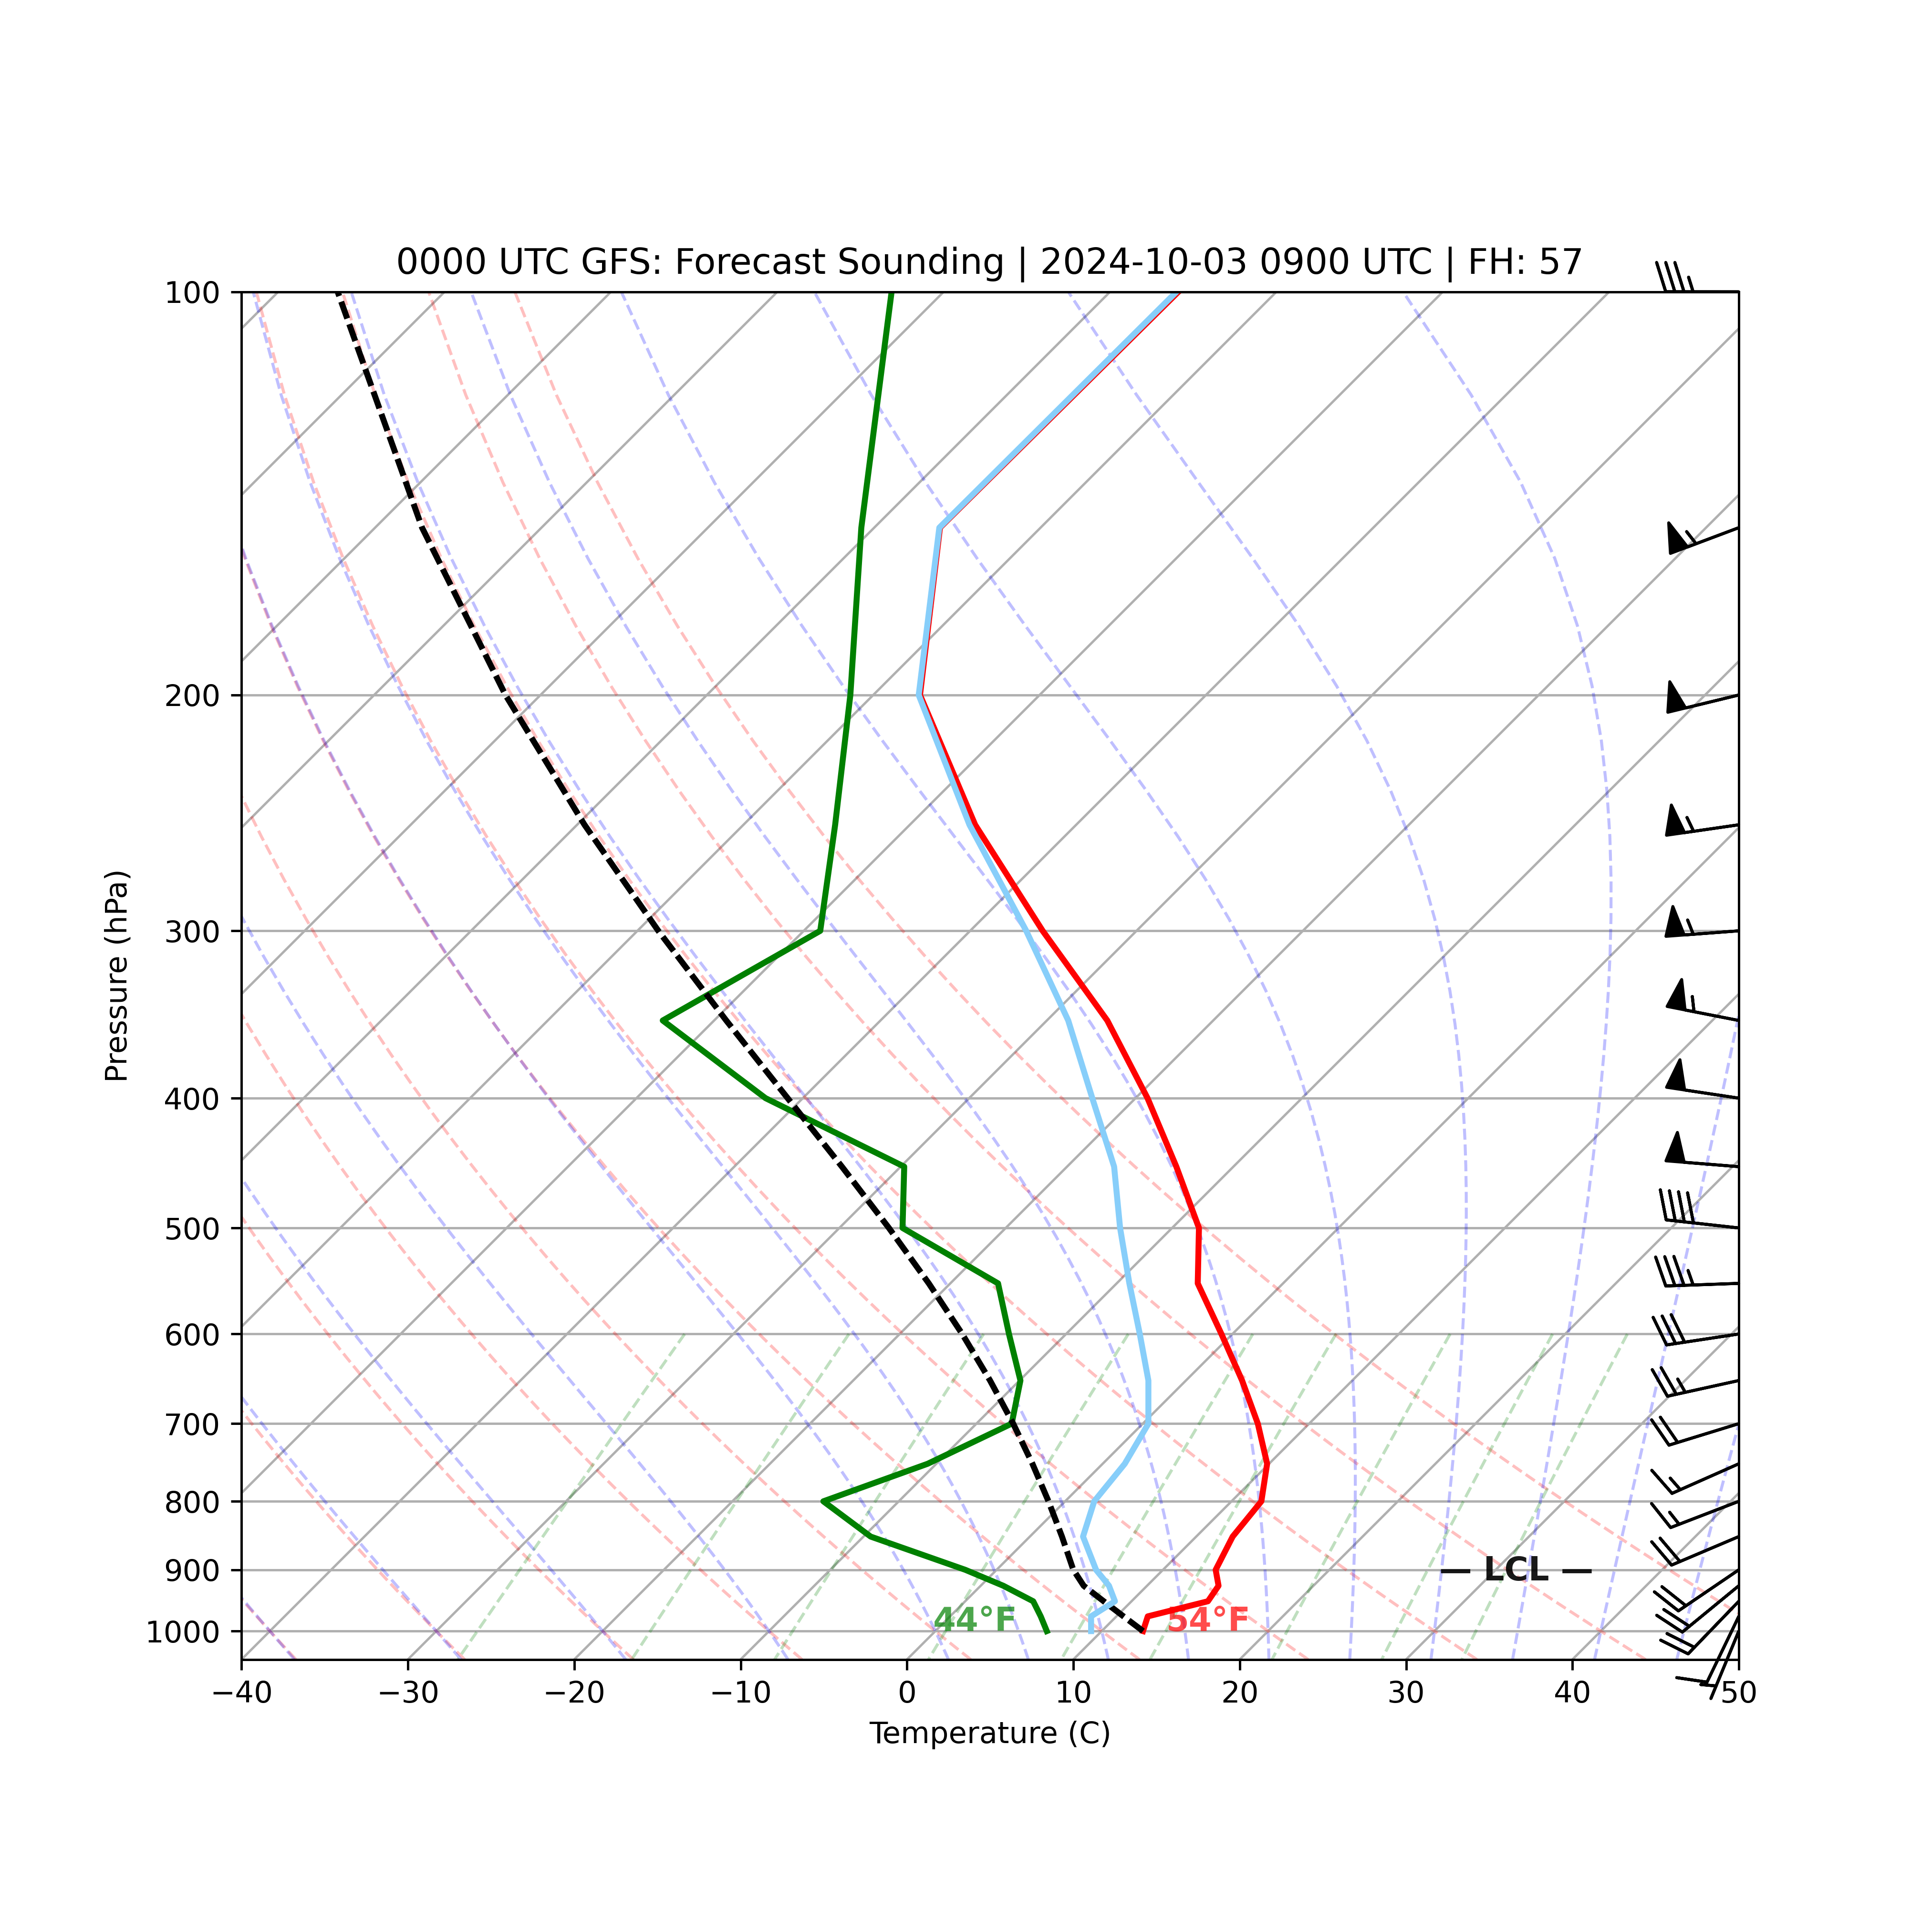 0000 UTC GFS: Forecast Sounding | 2024-10-03 0900 UTC | FH: 57
100
200
300
400
500
600
700
800
900
1000
Pressure (hPa)
— LCL —
44°F
54°F
−40 −30 −20 −10 0 10 20 30 40 50
Temperature (C)